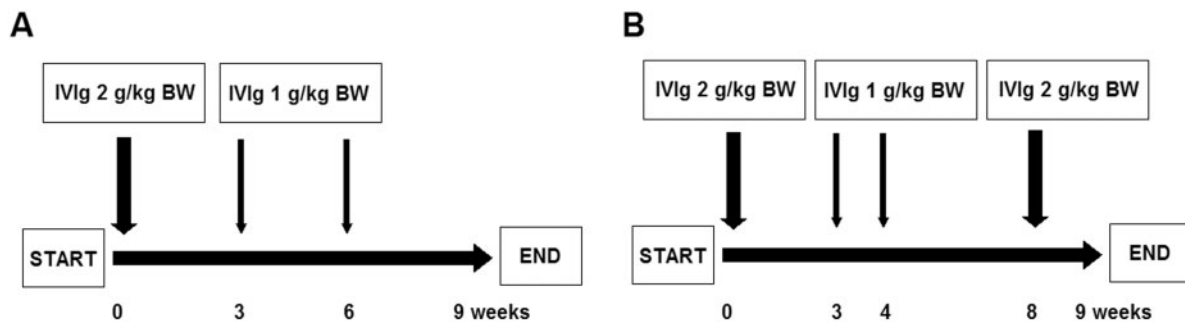 A
IVIg 2 g/kg BW
IVIg 1 g/kg BW
START
END
0
3
6
9 weeks
B
IVIg 2 g/kg BW
IVIg 1 g/kg BW
IVIg 2 g/kg BW
START
END
0
3
4
8
9 weeks